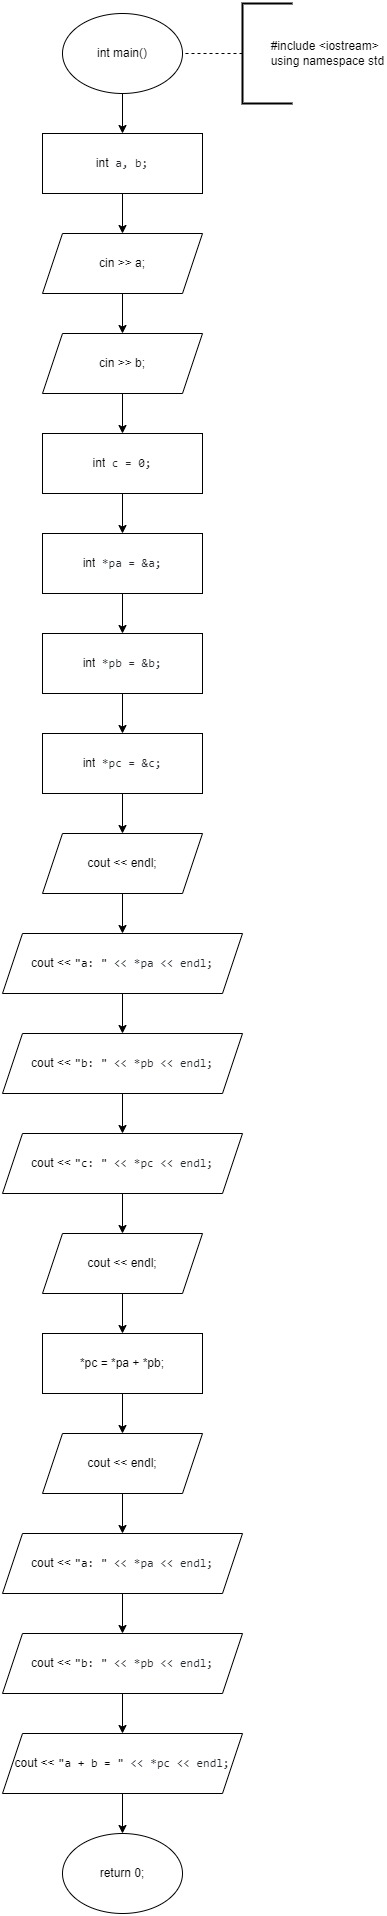 int main()
#include <iostream>
using namespace std
int a, b;
cin >> a;
cin >> b;
int c = 0;
int *pa = &a;
int *pb = &b;
int *pc = &c;
cout << endl;
cout << "a: " << *pa << endl;
cout << "b: " << *pb << endl;
cout << "c: " << *pc << endl;
cout << endl;
*pc = *pa + *pb;
cout << endl;
cout << "a: " << *pa << endl;
cout << "b: " << *pb << endl;
cout << "a + b = " << *pc << endl;
return 0;